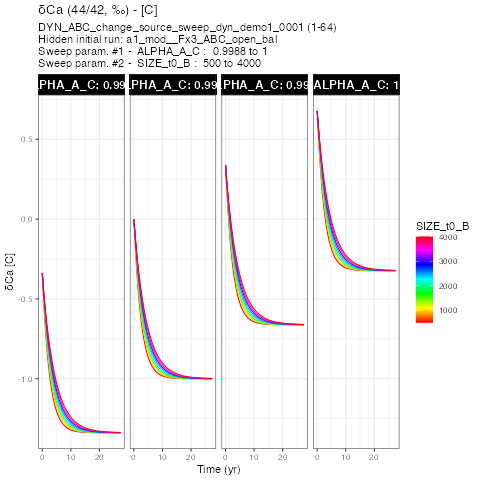 δCa (44/42, ‰) - [C]
DYN_ABC_change_source_sweep_dyn_demo1_0001 (1-64)
Hidden initial run: a1_mod__Fx3_ABC_open_bal
Sweep param. #1 - ALPHA_A_C : 0.9988 to 1
Sweep param. #2 - SIZE_t0_B : 500 to 4000
LPHA_A_C: 0.99 LPHA_A_C: 0.99 LPHA_A_C: 0.99 ALPHA_A_C: 1
0.5
0.0
-0.5
-1.0
δCa [C]
0 10 20 0 10 20 0 10 20 0 10 20
Time (yr)
SIZE_t0_B
4000
3000
2000
1000